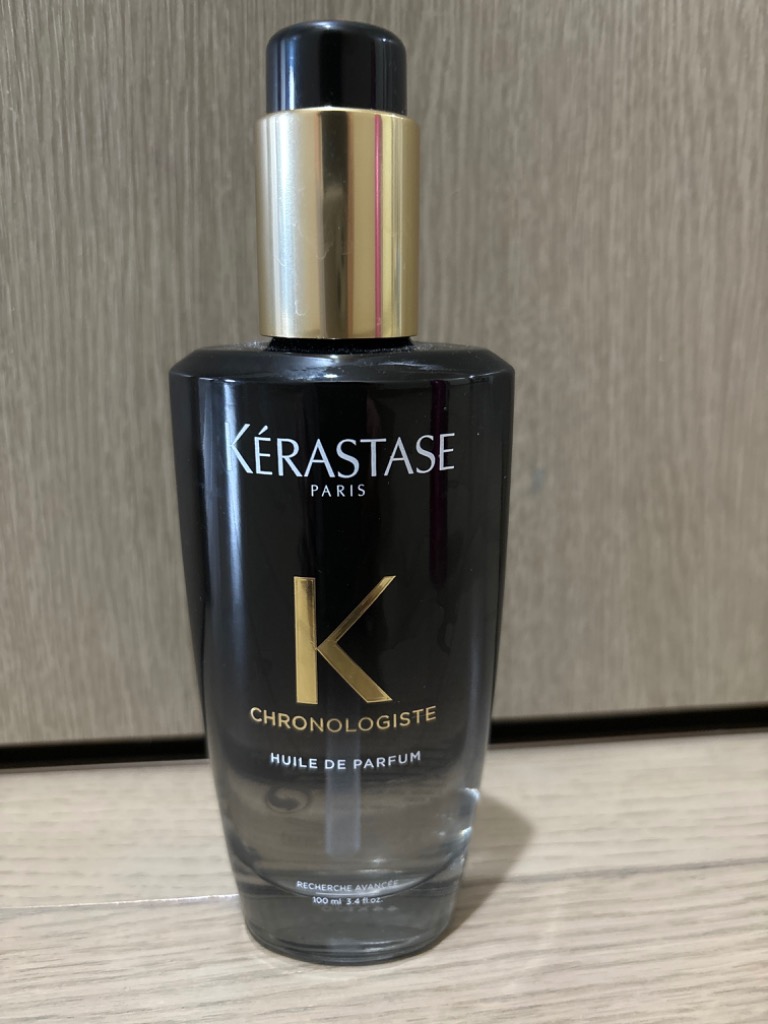 KÉRASTASE
PARIS
K
CHRONOLOGISTE
HUILE DE PARFUM
RECHERCHE AVANCÉE
100 ml 3.4 fl.oz.